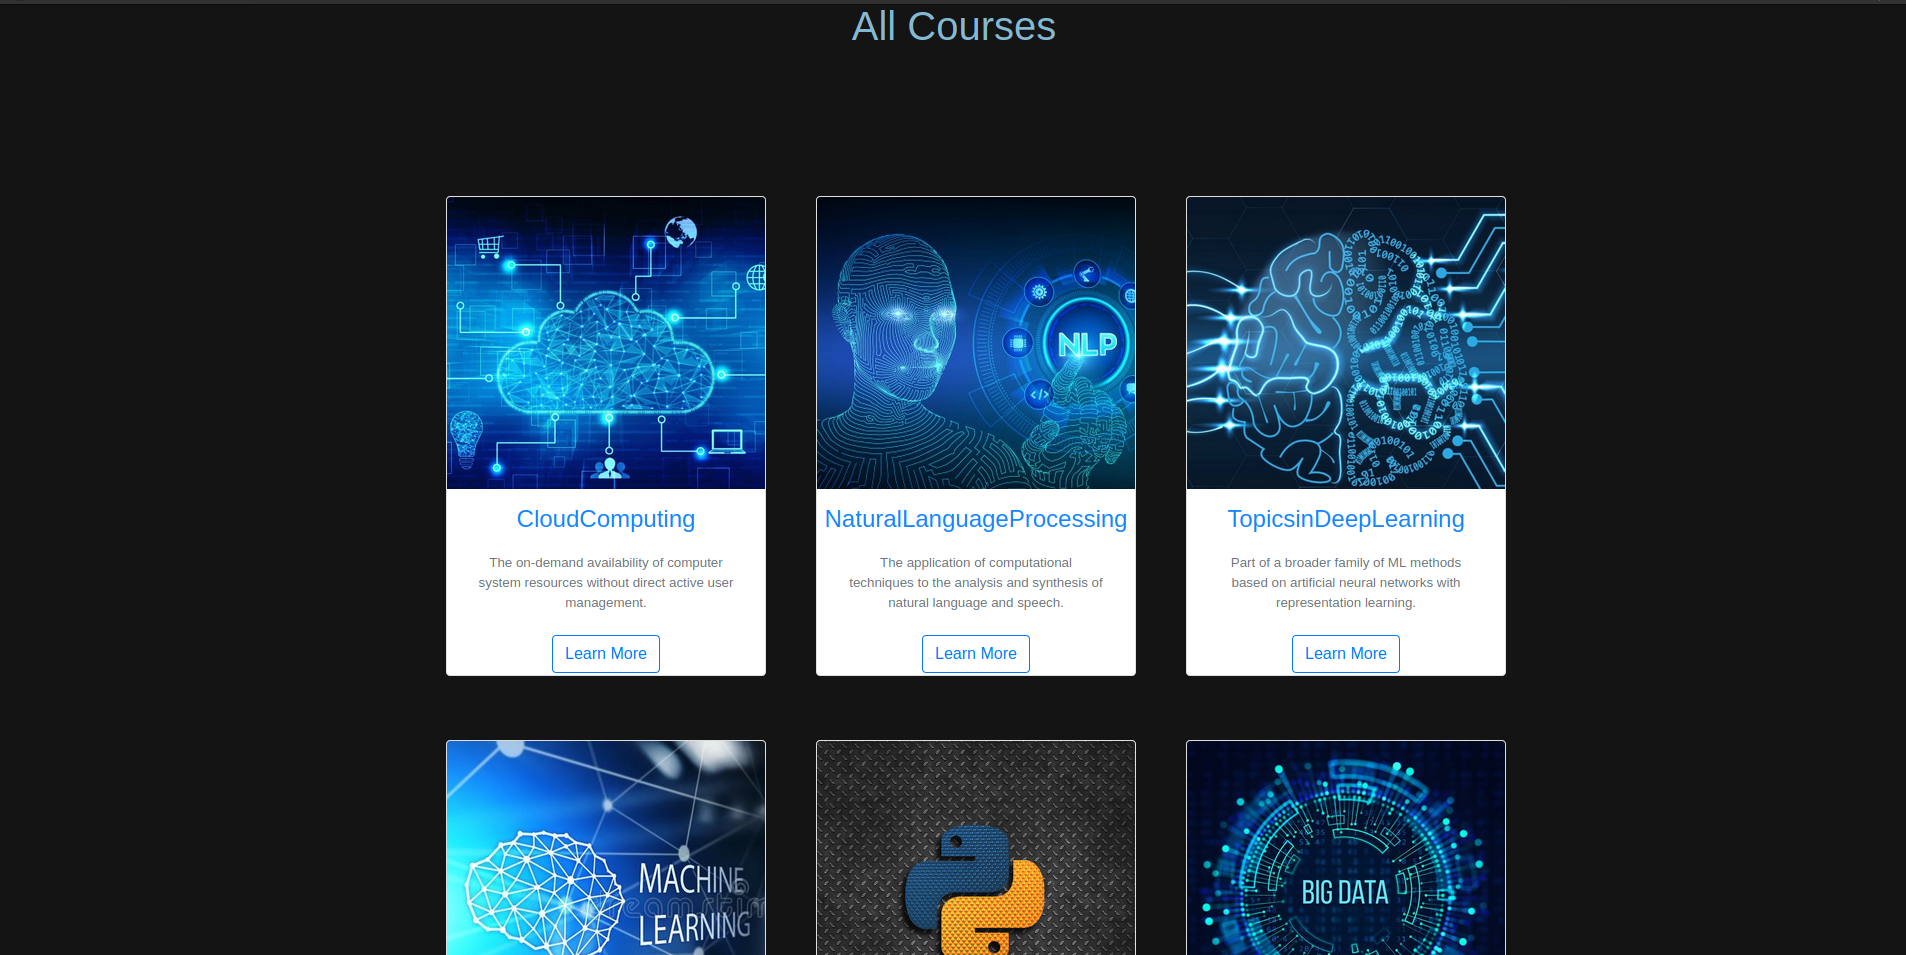 All Courses
NLP
</>
CloudComputing
NaturalLanguageProcessing
TopicsinDeepLearning
The on-demand availability of computer
system resources without direct active user
management.
The application of computational
techniques to the analysis and synthesis of
natural language and speech.
Part of a broader family of ML methods
based on artificial neural networks with
representation learning.
Learn More
Learn More
Learn More
MACHINE
LEARNING
BIG DATA